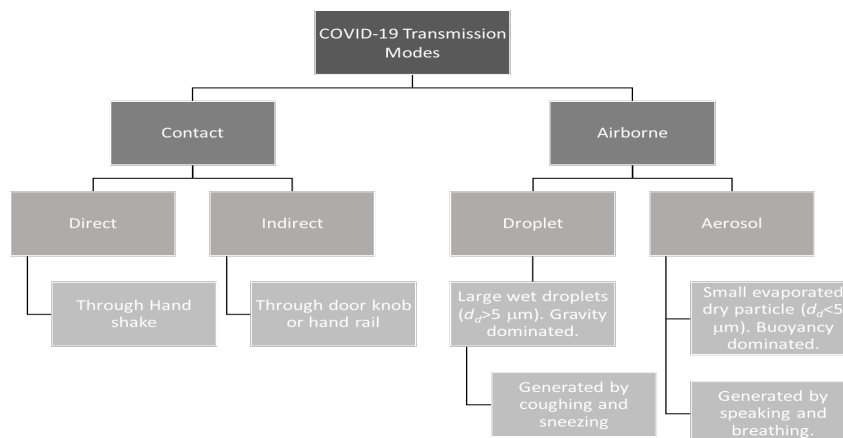 COVID-19 Transmission
Modes
Contact
Airborne
Direct
Indirect
Droplet
Aerosol
Through Hand
shake
Through door knob
or hand rail
Large wet droplets
(d_d>5 μm). Gravity
dominated.
Small evaporated
dry particle (d_d<5
μm). Buoyancy
dominated.
Generated by
coughing and
sneezing
Generated by
speaking and
breathing.